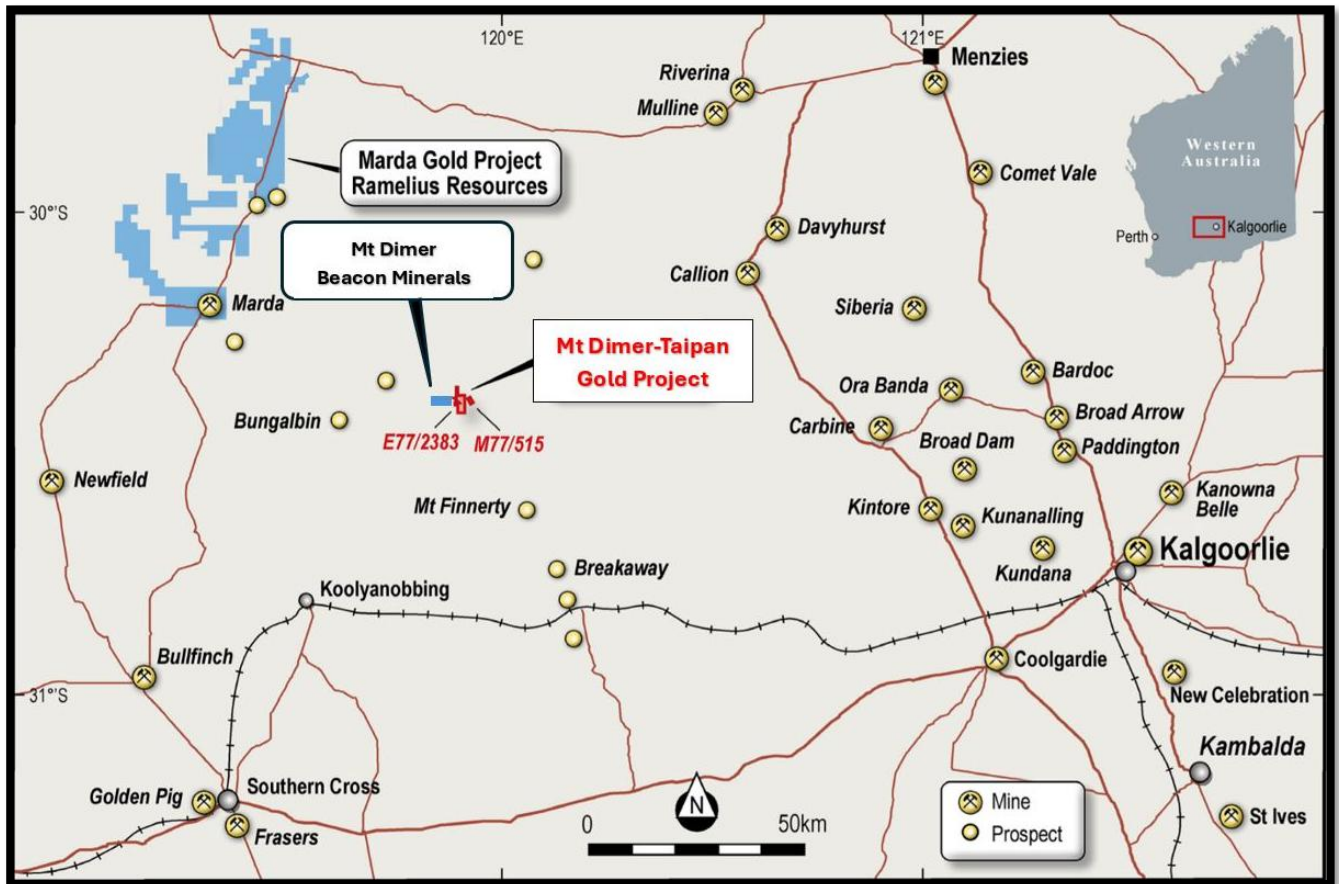 120°E
121°E
Menzies
Riverina
Mulline
Marda Gold Project
Ramelius Resources
Comet Vale
Western
Australia
Perth
Kalgoorlie
30°S
Davyhurst
Mt Dimer
Beacon Minerals
Callion
Marda
Siberia
Mt Dimer-Taipan
Gold Project
Bardoc
Ora Banda
Bungalbin
E77/2383
M77/515
Carbine
Broad Arrow
Broad Dam
Paddington
Newfield
Mt Finnerty
Kintore
Kunanalling
Kanowna
Belle
Kalgoorlie
Breakaway
Kundana
Koolyanobbing
Bullfinch
Coolgardie
31°S
New Celebration
Kambalda
Golden Pig
Southern Cross
Frasers
N
0
50km
Mine
Prospect
St Ives